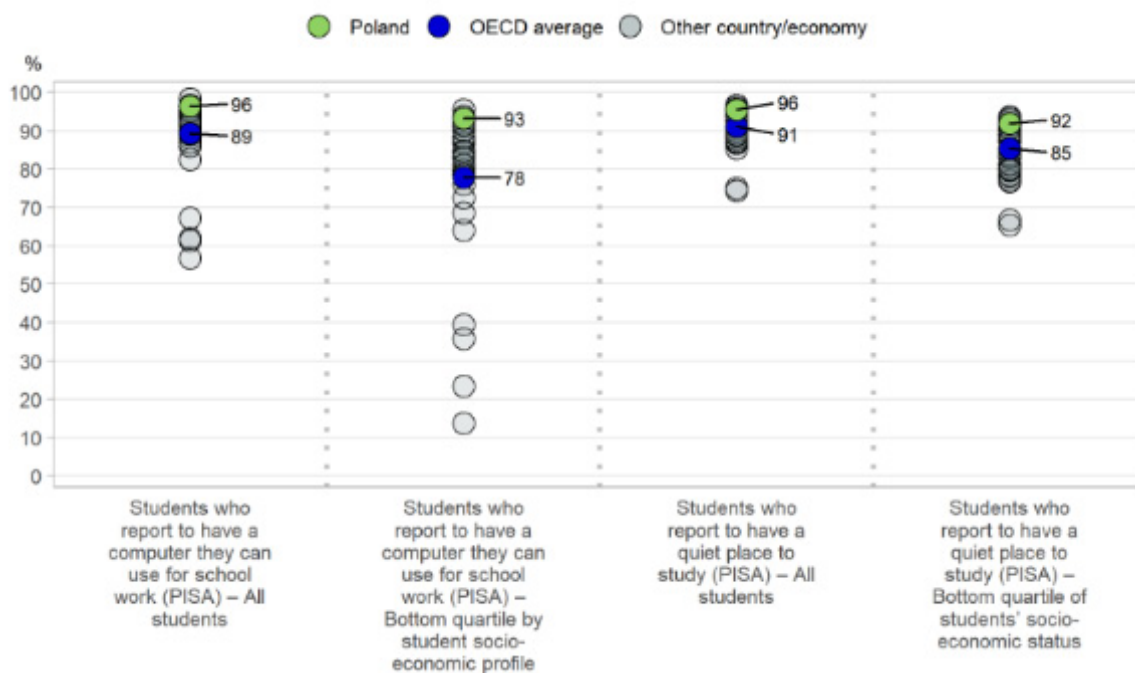 Poland OECD average Other country/economy
%
100
90
80
70
60
50
40
30
20
10
0
96
89
93
78
96
91
92
85
Students who
report to have a
computer they can
use for school
work (PISA) – All
students
Students who
report to have a
computer they can
use for school
work (PISA) –
Bottom quartile by
student socio-
economic profile
Students who
report to have a
quiet place to
study (PISA) – All
students
Students who
report to have a
quiet place to
study (PISA) –
Bottom quartile of
students' socio-
economic status